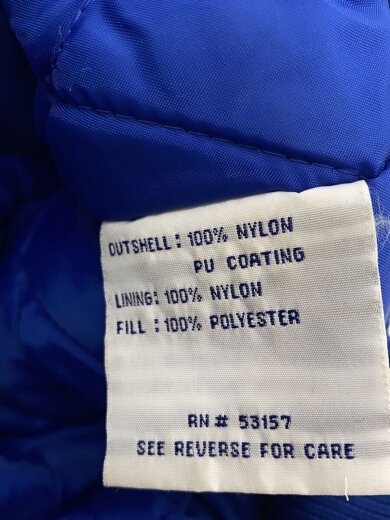 OUTSHELL: 100% NYLON
PU COATING
LINING: 100% NYLON
FILL : 100% POLYESTER
RN # 53157
SEE REVERSE FOR CARE